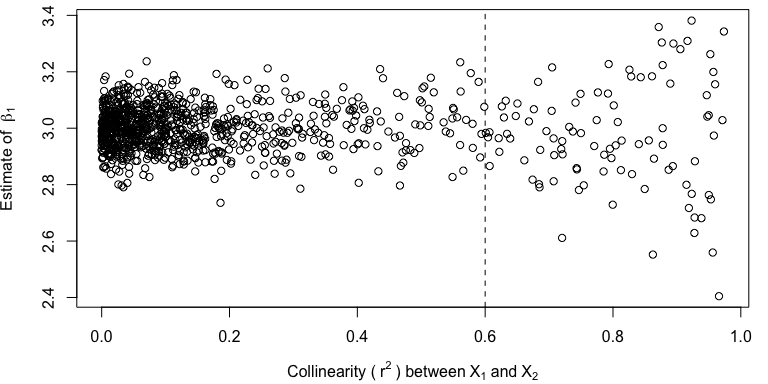 3.4
3.2
3.0
2.8
2.6
2.4
Estimate of β₁
0.0 0.2 0.4 0.6 0.8 1.0
Collinearity ( r² ) between X₁ and X₂